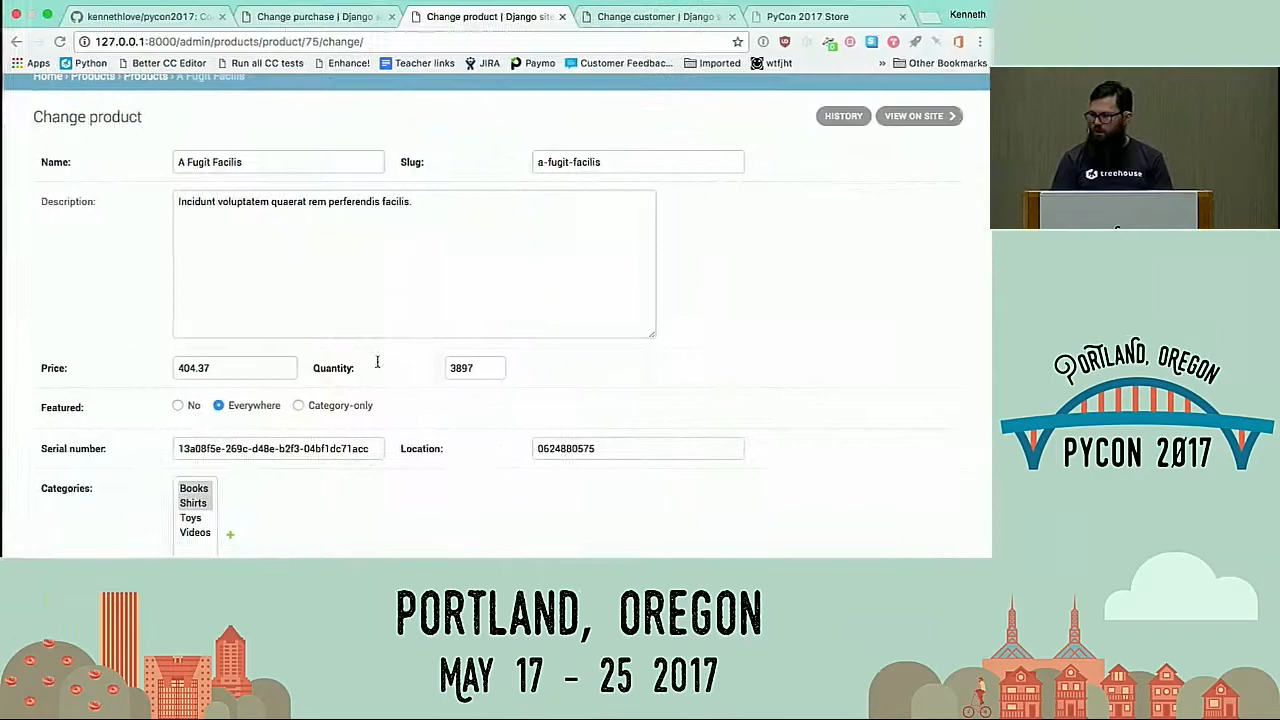 kennethlove/pycon2017: Co
Change purchase | Django s
Change product | Django site
Change customer | Django s
PyCon 2017 Store
Kenneth
127.0.0.1:8000/admin/products/product/75/change/
Apps
Python
Better CC Editor
Run all CC tests
Enhance!
Teacher links
JIRA
Paymo
Customer Feedbac...
Imported
wtfjht
»
Other Bookmarks
Home › Products › Products › A Fugit Facilis
Change product
HISTORY
VIEW ON SITE
Name: A Fugit Facilis Slug: a-fugit-facilis
Description: Incidunt voluptatem quaerat rem perferendis facilis.
Price: 404.37 Quantity: 3897
Featured: No Everywhere Category-only
Serial number: 13a08f5e-269c-d48e-b2f3-04bf1dc71acc Location: 0624880575
Categories: Books
Shirts
Toys
Videos
treehouse
PORTLAND, OREGON
PYCON 2017
PORTLAND, OREGON
MAY 17 - 25 2017